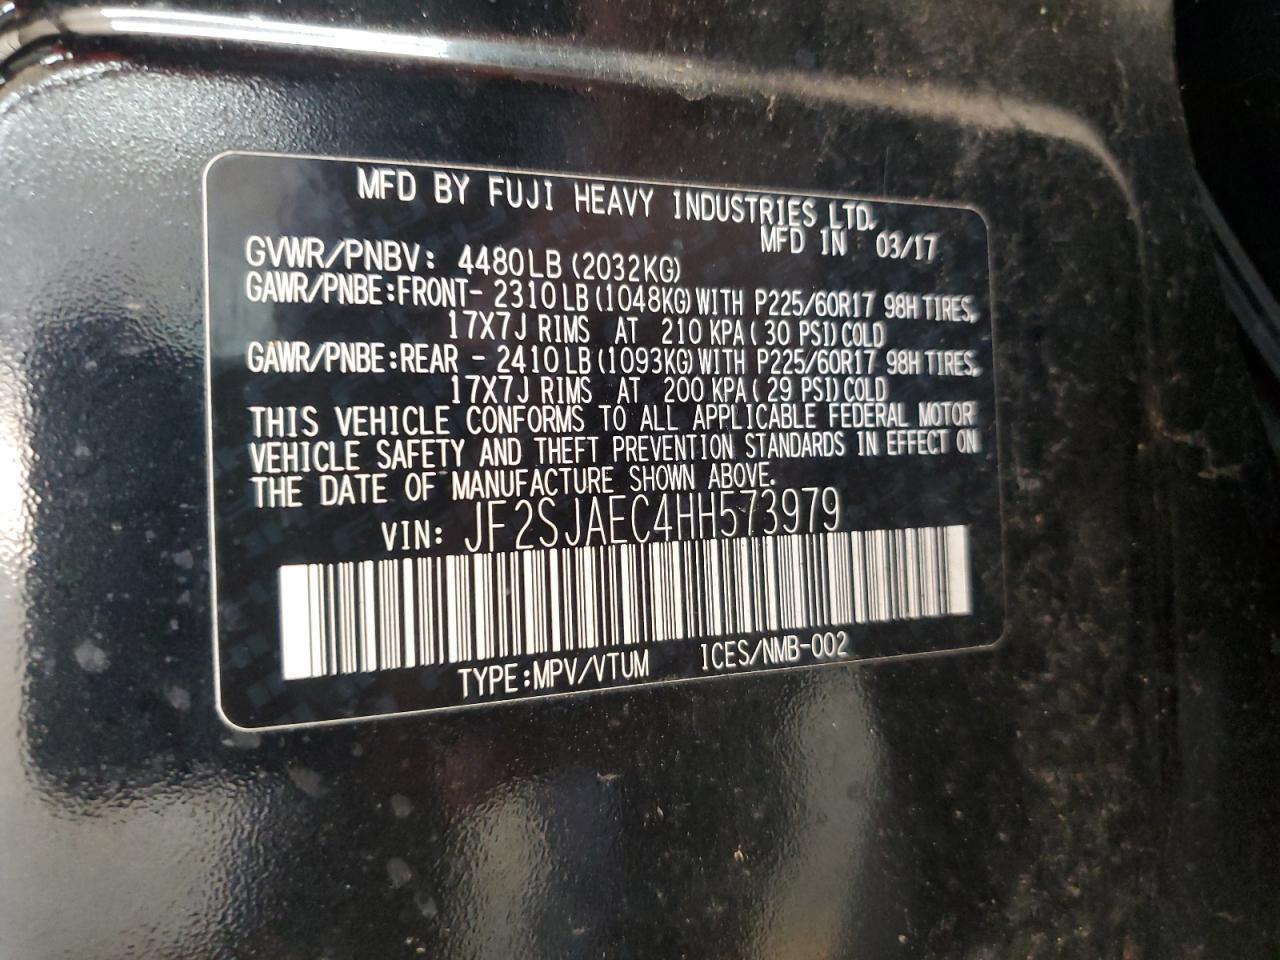 MFD BY FUJI HEAVY INDUSTRIES LTD.
MFD IN 03/17
GVWR/PNBV: 4480LB(2032KG)
GAWR/PNBE:FRONT- 2310LB(1048KG)WITH P225/60R17 98H TIRES,
17X7J RIMS AT 210 KPA(30 PSI)COLD
GAWR/PNBE:REAR - 2410LB(1093KG)WITH P225/60R17 98H TIRES,
17X7J RIMS AT 200 KPA(29 PSI)COLD
THIS VEHICLE CONFORMS TO ALL APPLICABLE FEDERAL MOTOR
VEHICLE SAFETY AND THEFT PREVENTION STANDARDS IN EFFECT ON
THE DATE OF MANUFACTURE SHOWN ABOVE.
VIN: JF2SJAEC4HH573979
TYPE:MPV/VTUM ICES/NMB-002